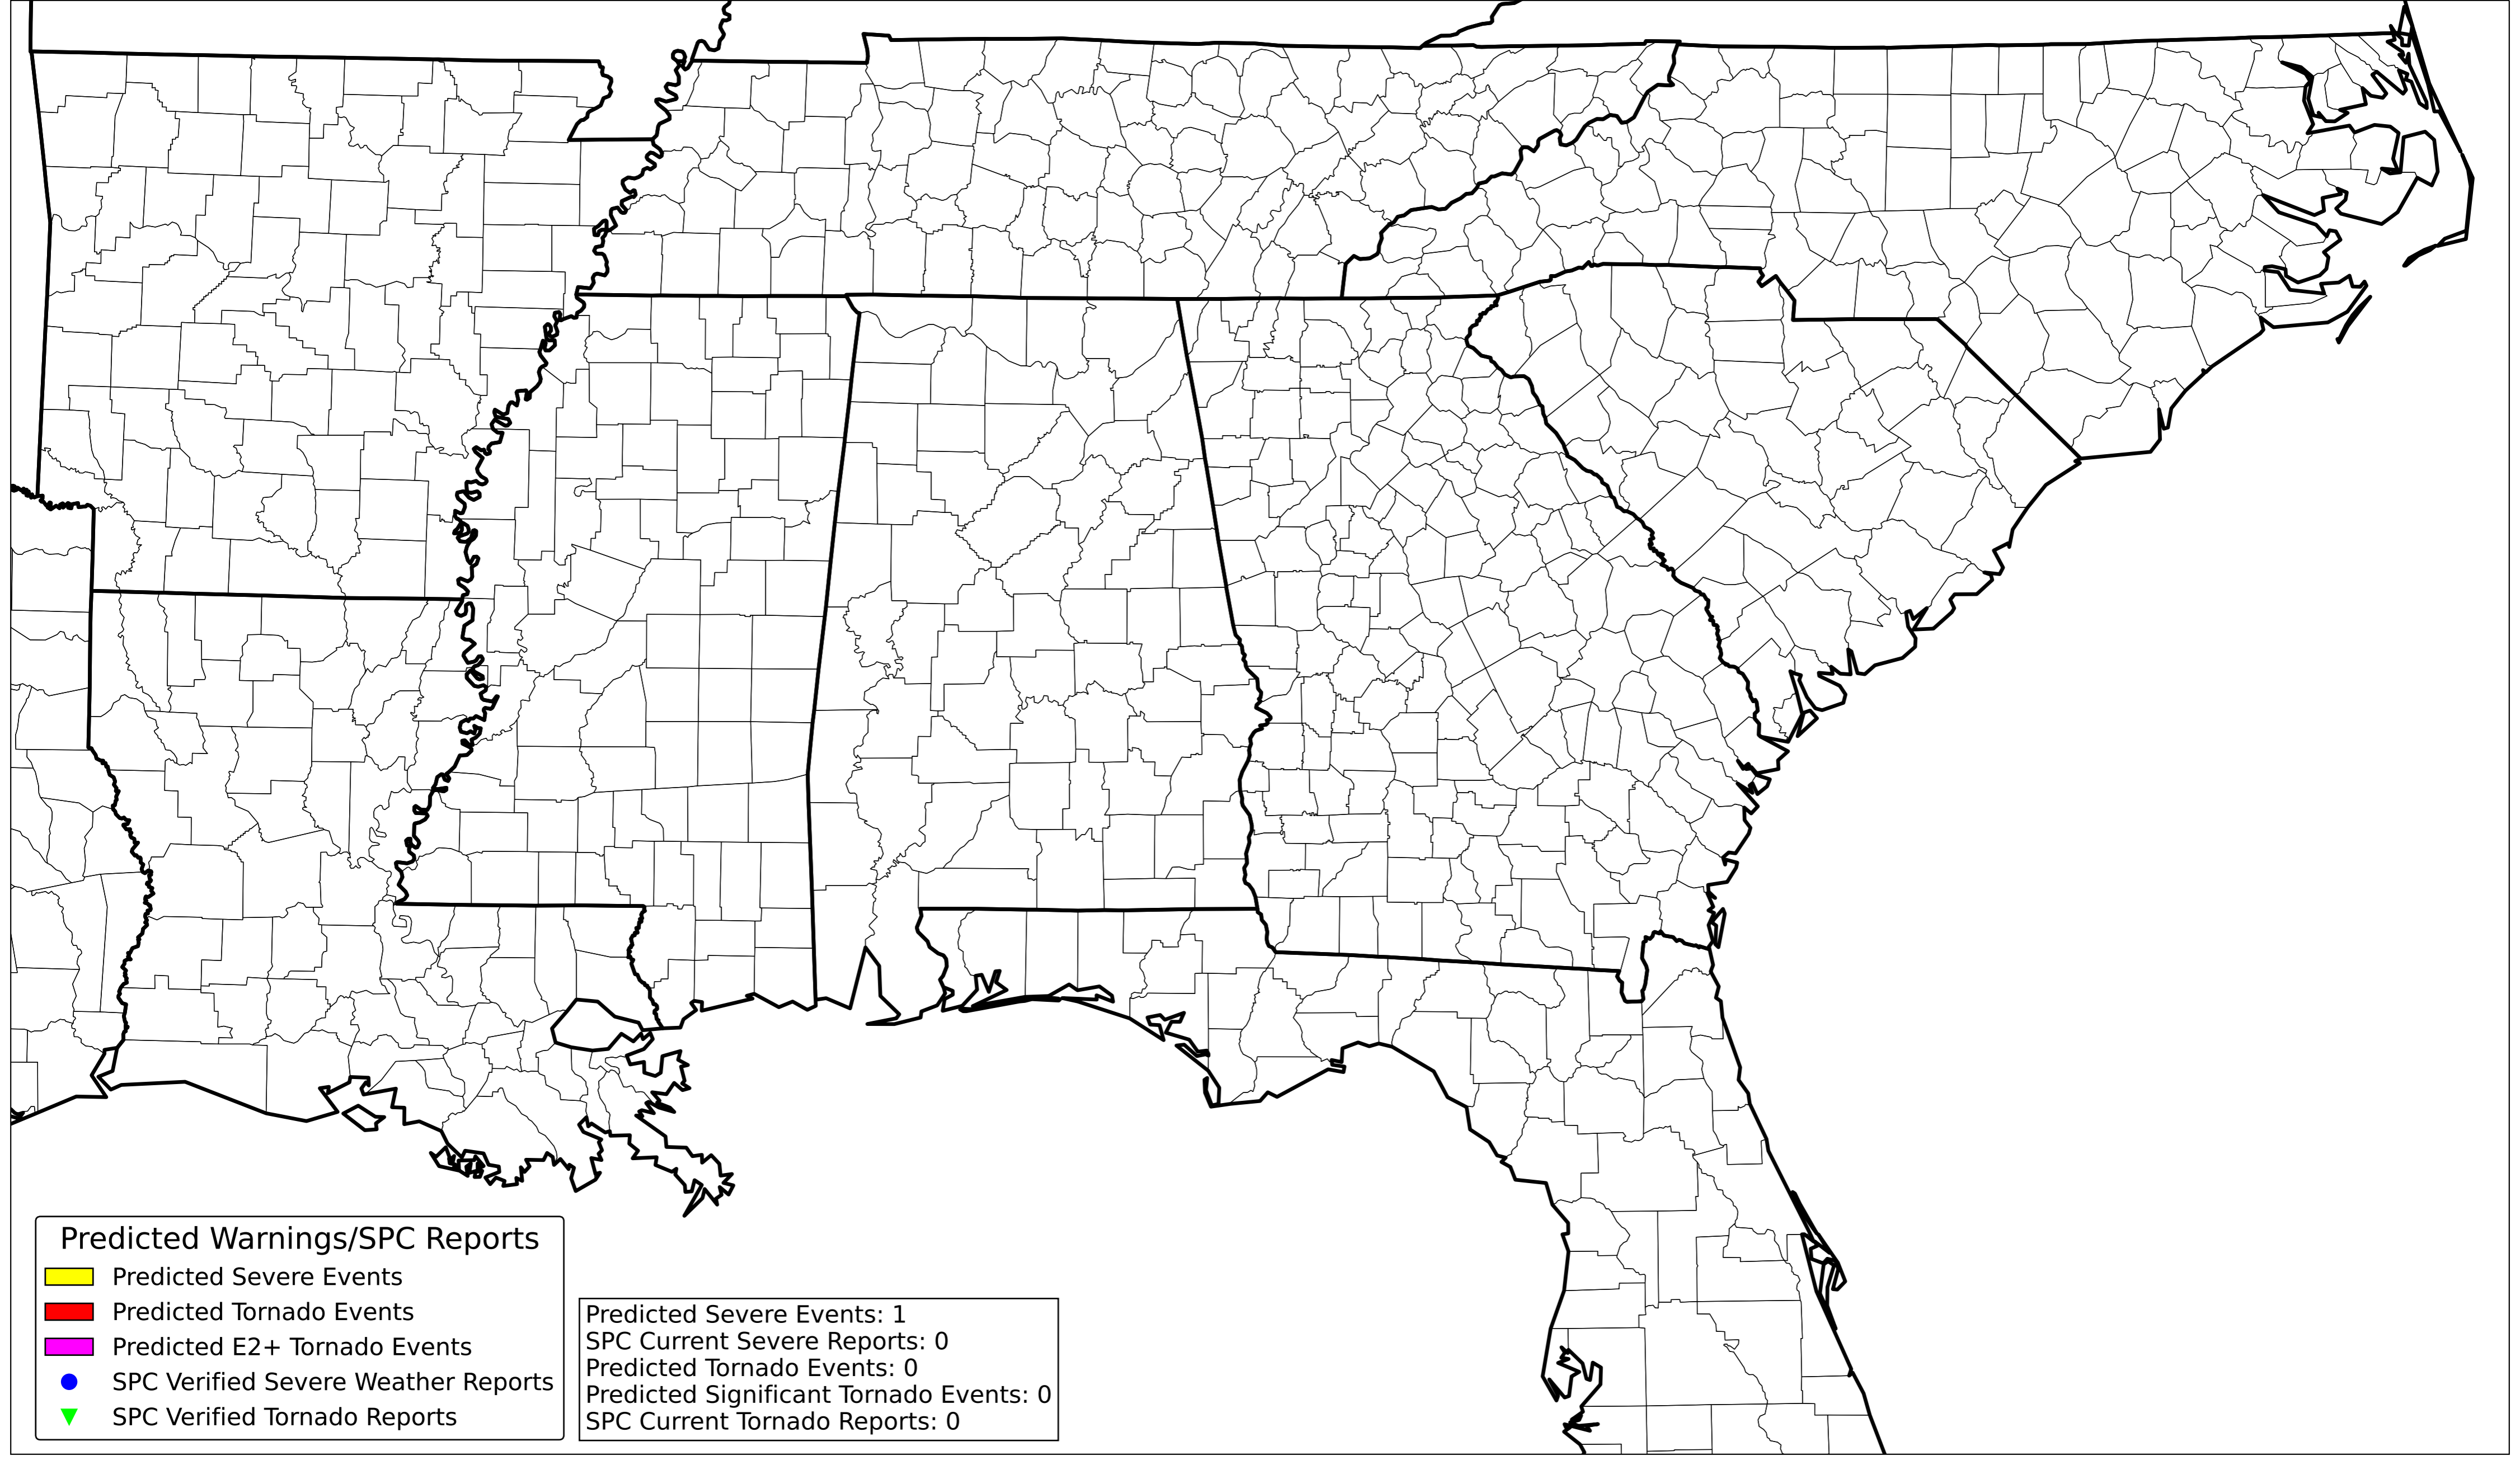 Predicted Warnings/SPC Reports
Predicted Severe Events
Predicted Tornado Events
Predicted E2+ Tornado Events
SPC Verified Severe Weather Reports
SPC Verified Tornado Reports
Predicted Severe Events: 1
SPC Current Severe Reports: 0
Predicted Tornado Events: 0
Predicted Significant Tornado Events: 0
SPC Current Tornado Reports: 0